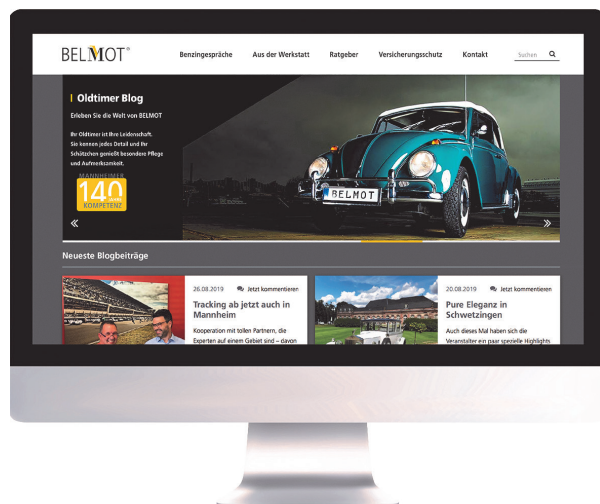 BELMOT®
Benzingespräche Aus der Werkstatt Ratgeber Versicherungsschutz Kontakt Suchen
Oldtimer Blog
Erleben Sie die Welt von BELMOT
Ihr Oldtimer ist Ihre Leidenschaft.
Sie kennen jedes Detail und Ihr
Schätzchen genießt besondere Pflege
und Aufmerksamkeit.
MANNHEIMER
140
JAHRE
KOMPETENZ
BELMOT
Neueste Blogbeiträge
26.08.2019 Jetzt kommentieren
Tracking ab jetzt auch in
Mannheim
Kooperation mit tollen Partnern, die
Experten auf einem Gebiet sind – davon
20.08.2019 Jetzt kommentieren
Pure Eleganz in
Schwetzingen
Auch dieses Mal haben sich die
Veranstalter ein paar spezielle Highlights